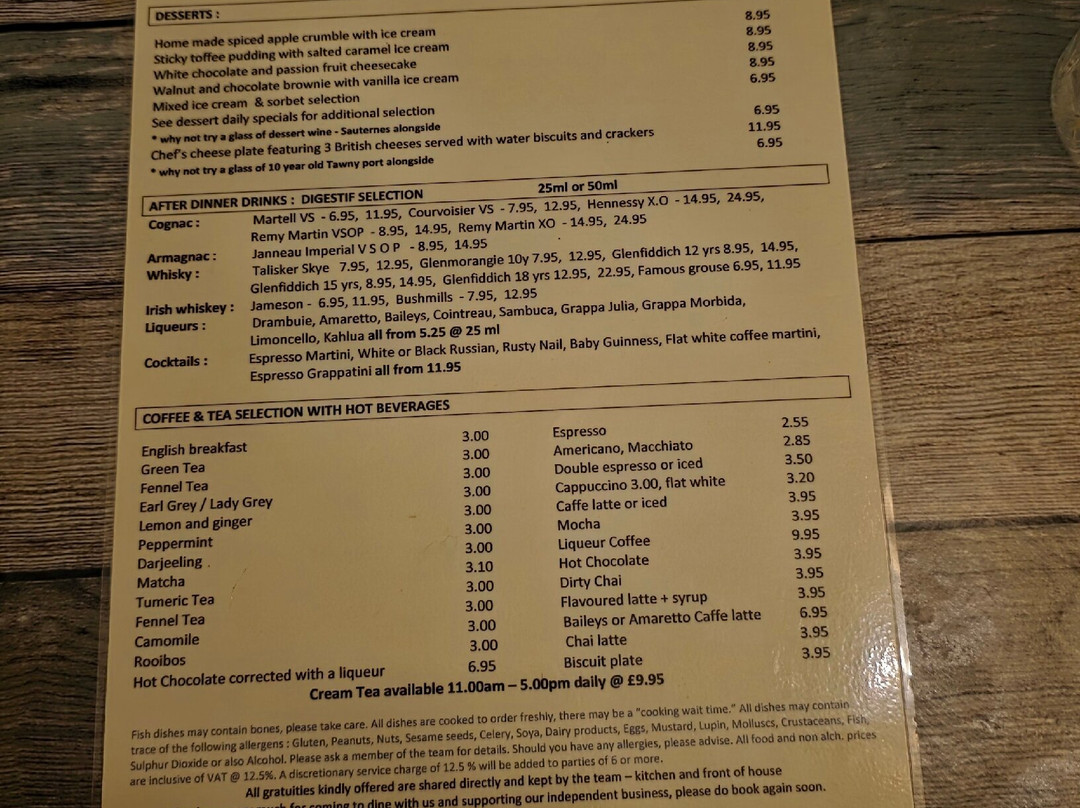 DESSERTS :
Home made spiced apple crumble with ice cream 8.95
Sticky toffee pudding with salted caramel ice cream 8.95
White chocolate and passion fruit cheesecake 8.95
Walnut and chocolate brownie with vanilla ice cream 8.95
Mixed ice cream & sorbet selection 6.95
See dessert daily specials for additional selection
* why not try a glass of dessert wine - Sauternes alongside 6.95
Chef's cheese plate featuring 3 British cheeses served with water biscuits and crackers 11.95
* why not try a glass of 10 year old Tawny port alongside 6.95
AFTER DINNER DRINKS : DIGESTIF SELECTION 25ml or 50ml
Cognac : Martell VS - 6.95, 11.95, Courvoisier VS - 7.95, 12.95, Hennessy X.O - 14.95, 24.95,
Remy Martin VSOP - 8.95, 14.95, Remy Martin XO - 14.95, 24.95
Armagnac : Janneau Imperial V S O P - 8.95, 14.95
Whisky : Talisker Skye 7.95, 12.95, Glenmorangie 10y 7.95, 12.95, Glenfiddich 12 yrs 8.95, 14.95,
Glenfiddich 15 yrs, 8.95, 14.95, Glenfiddich 18 yrs 12.95, 22.95, Famous grouse 6.95, 11.95
Irish whiskey : Jameson - 6.95, 11.95, Bushmills - 7.95, 12.95
Liqueurs : Drambuie, Amaretto, Baileys, Cointreau, Sambuca, Grappa Julia, Grappa Morbida,
Limoncello, Kahlua all from 5.25 @ 25 ml
Cocktails : Espresso Martini, White or Black Russian, Rusty Nail, Baby Guinness, Flat white coffee martini,
Espresso Grappatini all from 11.95
COFFEE & TEA SELECTION WITH HOT BEVERAGES
English breakfast 3.00 Espresso 2.55
Green Tea 3.00 Americano, Macchiato 2.85
Fennel Tea 3.00 Double espresso or iced 3.50
Earl Grey / Lady Grey 3.00 Cappuccino 3.00, flat white 3.20
Lemon and ginger 3.00 Caffe latte or iced 3.95
Peppermint 3.00 Mocha 3.95
Darjeeling . 3.00 Liqueur Coffee 9.95
Matcha 3.10 Hot Chocolate 3.95
Tumeric Tea 3.00 Dirty Chai 3.95
Fennel Tea 3.00 Flavoured latte + syrup 3.95
Camomile 3.00 Baileys or Amaretto Caffe latte 6.95
Rooibos 3.00 Chai latte 3.95
Hot Chocolate corrected with a liqueur 6.95 Biscuit plate 3.95
Cream Tea available 11.00am – 5.00pm daily @ £9.95
Fish dishes may contain bones, please take care. All dishes are cooked to order freshly, there may be a "cooking wait time." All dishes may contain
trace of the following allergens : Gluten, Peanuts, Nuts, Sesame seeds, Celery, Soya, Dairy products, Eggs, Mustard, Lupin, Molluscs, Crustaceans, Fish,
Sulphur Dioxide or also Alcohol. Please ask a member of the team for details. Should you have any allergies, please advise. All food and non alch. prices
are inclusive of VAT @ 12.5%. A discretionary service charge of 12.5 % will be added to parties of 6 or more.
All gratuities kindly offered are shared directly and kept by the team – kitchen and front of house
for coming to dine with us and supporting our independent business, please do book again soon.